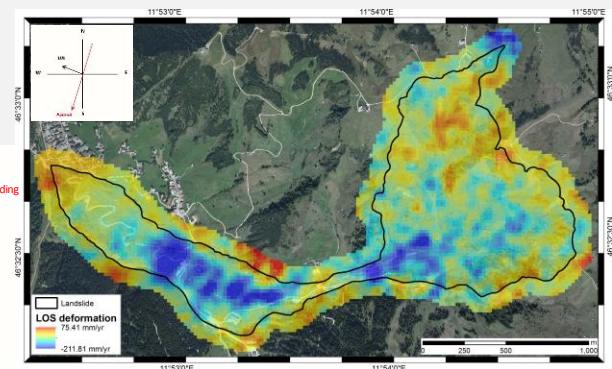 11°53'0"E
11°54'0"E
11°55'0"E
N
LOS
W
E
Azimut
46°33'0"N
46°33'0"N
ding
46°32'30"N
46°32'30"N
Landslide
LOS deformation
75.41 mm/yr
-211.81 mm/yr
m
0
250
500
1,000
11°53'0"E
11°54'0"E